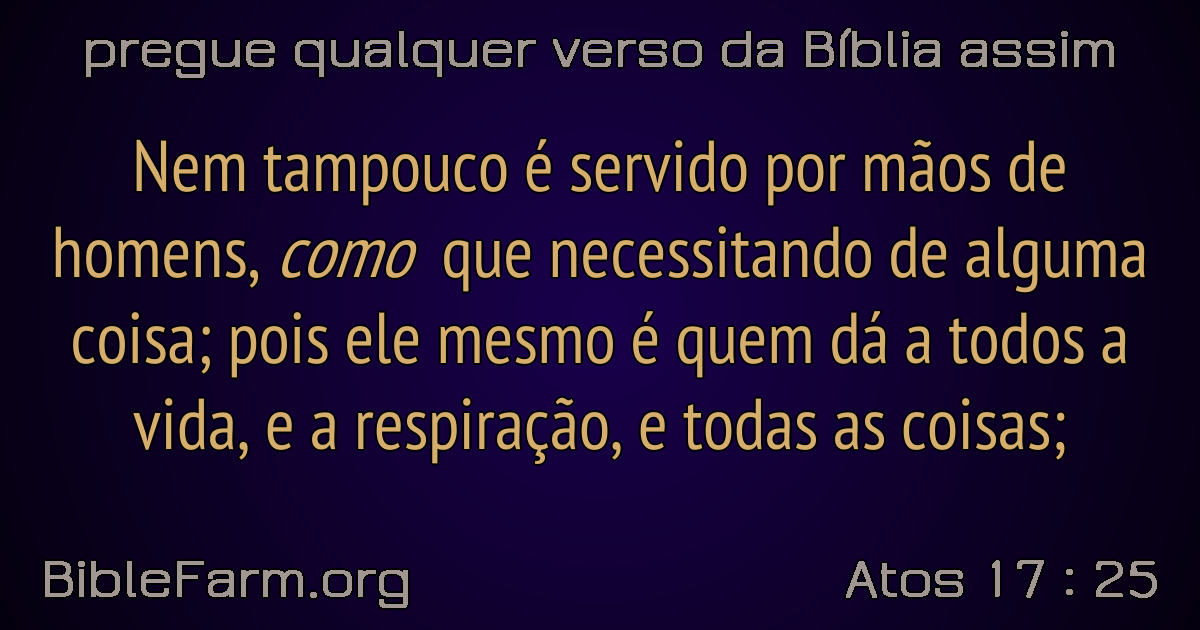 pregue qualquer verso da Bíblia assim
Nem tampouco é servido por mãos de
homens, como que necessitando de alguma
coisa; pois ele mesmo é quem dá a todos a
vida, e a respiração, e todas as coisas;
BibleFarm.org
Atos 17 : 25